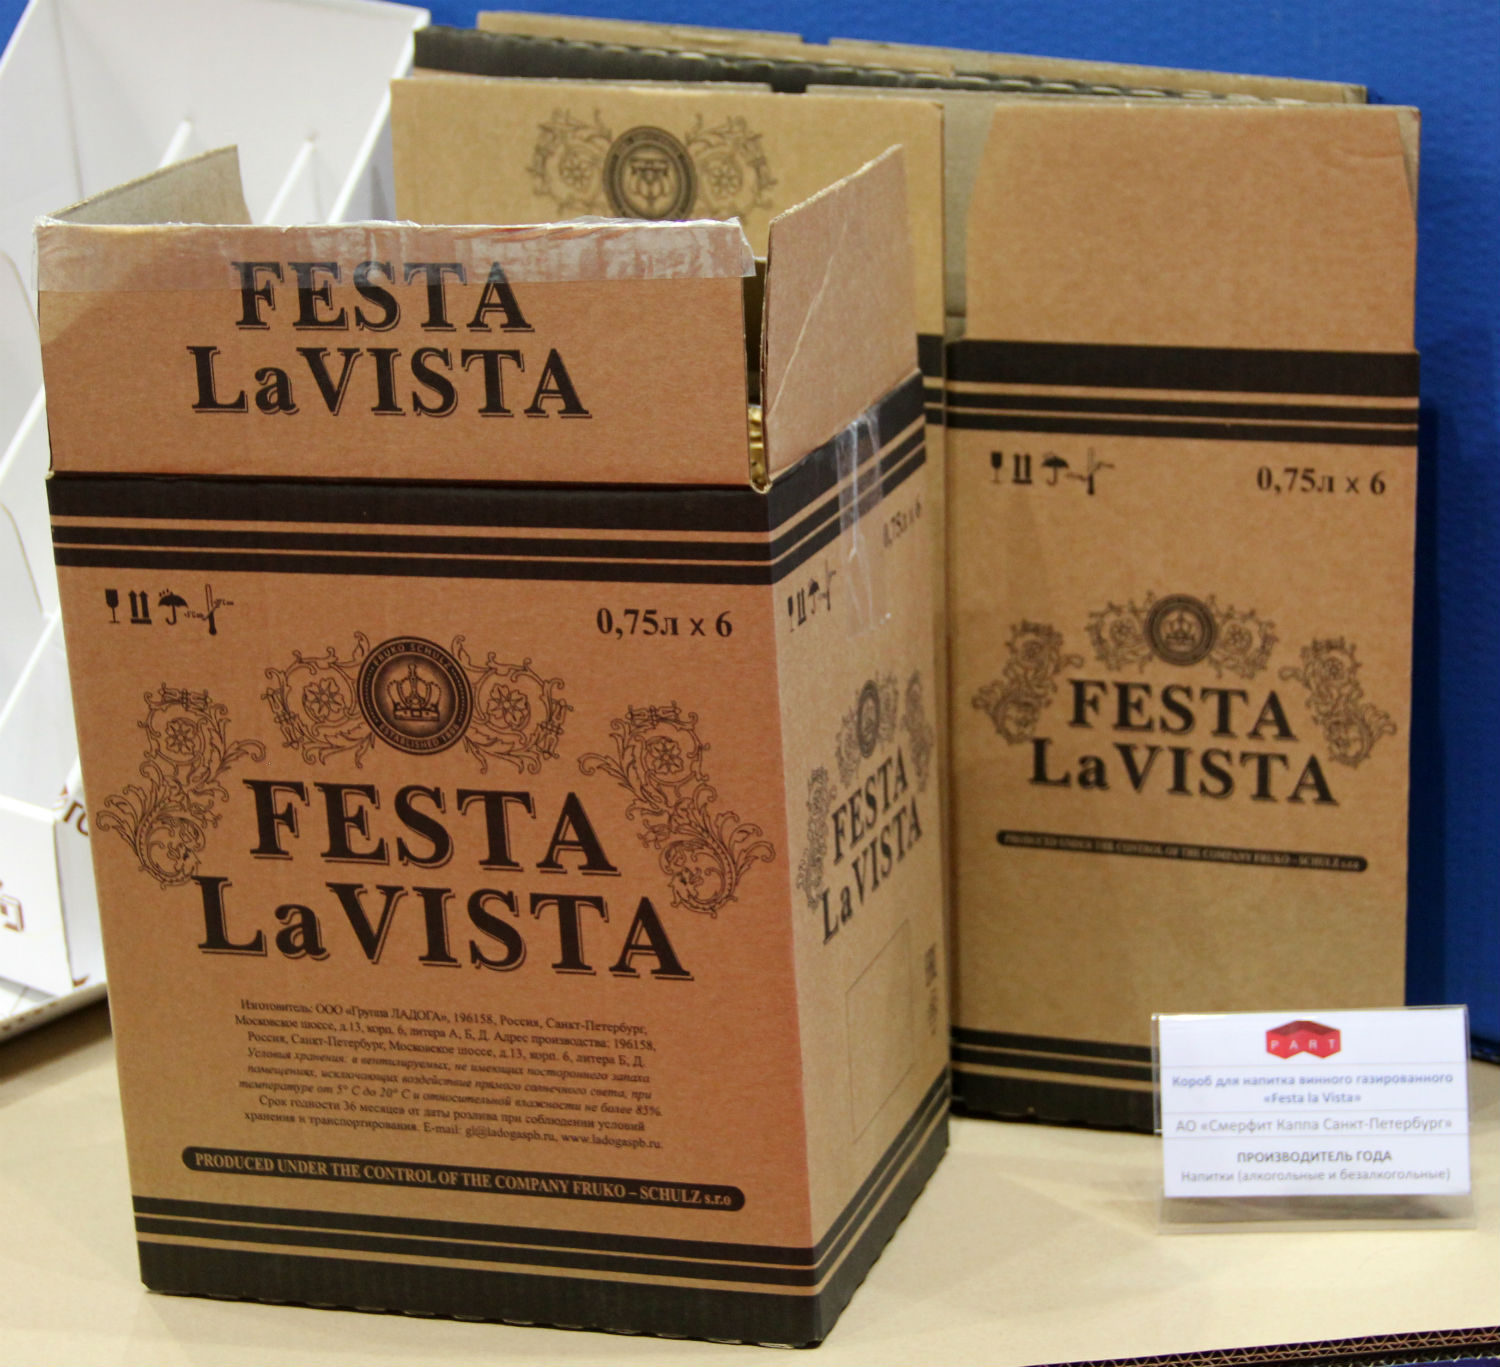 FESTA
LaVISTA
0,75л x 6
FRUKO SCHULZ
FESTA
LaVISTA
Изготовитель: ООО «Группа ЛАДОГА», 196158, Россия, Санкт-Петербург,
Московское шоссе, д.13, корп. 6, литера А, Б, Д. Адрес производства: 196158,
Россия, Санкт-Петербург, Московское шоссе, д.13, корп. 6, литера Б, Д.
Условия хранения: в вентилируемых, не имеющих постороннего запаха
помещениях, исключающих воздействие прямого солнечного света, при
температуре от 5° С до 20° С и относительной влажности не более 85%.
Срок годности 36 месяцев от даты розлива при соблюдении условий
хранения и транспортирования. E-mail: gl@ladogaspb.ru, www.ladogaspb.ru.
PRODUCED UNDER THE CONTROL OF THE COMPANY FRUKO – SCHULZ s.r.o
0,75л x 6
FESTA
LaVISTA
0,75л x 6
FESTA
LaVISTA
PRODUCED UNDER THE CONTROL OF THE COMPANY FRUKO – SCHULZ s.r.o
PART
Короб для напитка винного газированного
«Festa la Vista»
АО «Смерфит Каппа Санкт-Петербург»
ПРОИЗВОДИТЕЛЬ ГОДА
Напитки (алкогольные и безалкогольные)